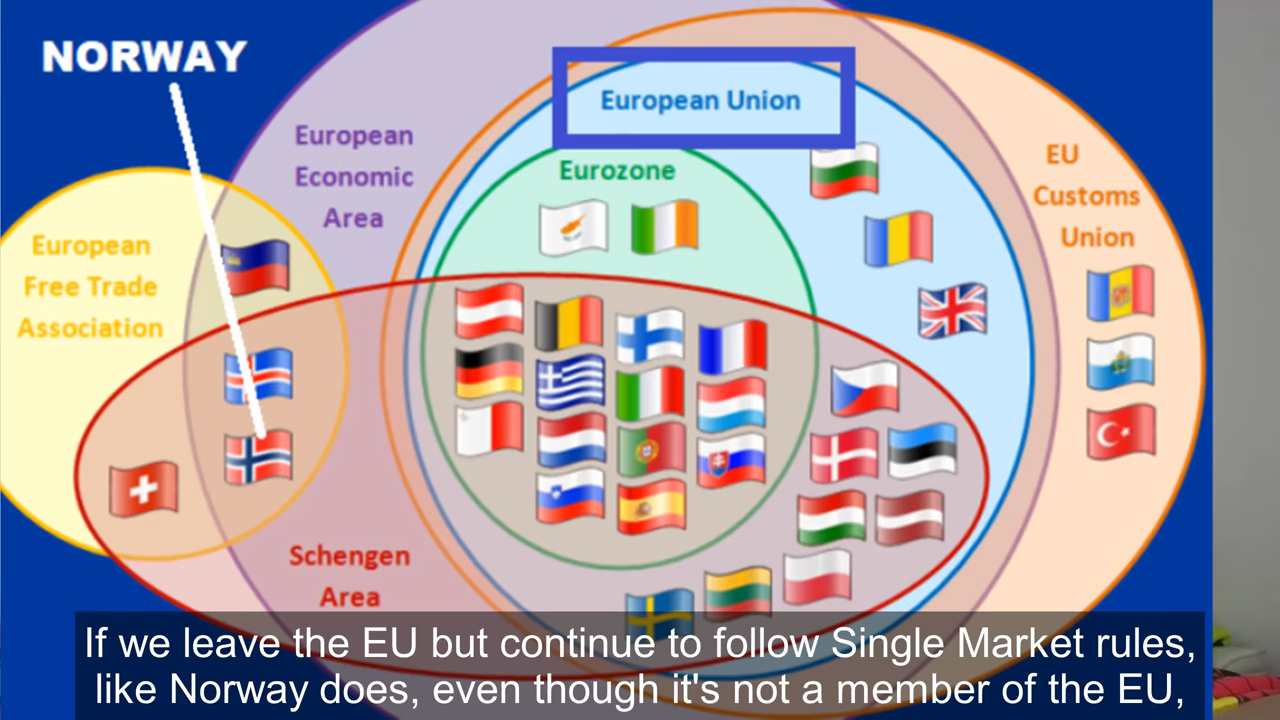 NORWAY
European Union
European
Economic
Area
Eurozone
EU
Customs
Union
European
Free Trade
Association
Schengen
Area
If we leave the EU but continue to follow Single Market rules,
like Norway does, even though it's not a member of the EU,